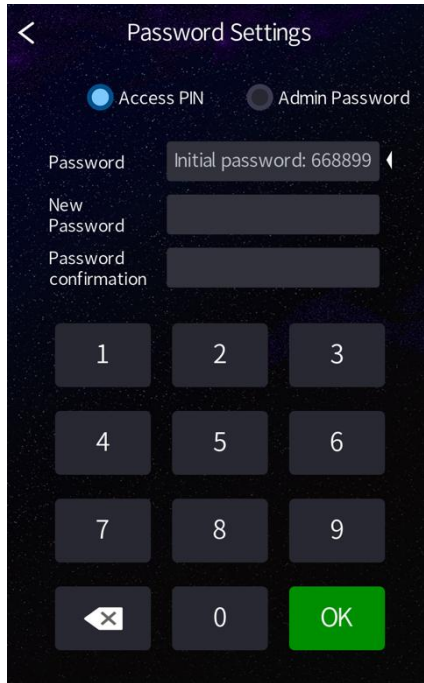 Password Settings
Access PIN Admin Password
Password Initial password: 668899
New
Password
Password
confirmation
1 2 3
4 5 6
7 8 9
0 OK